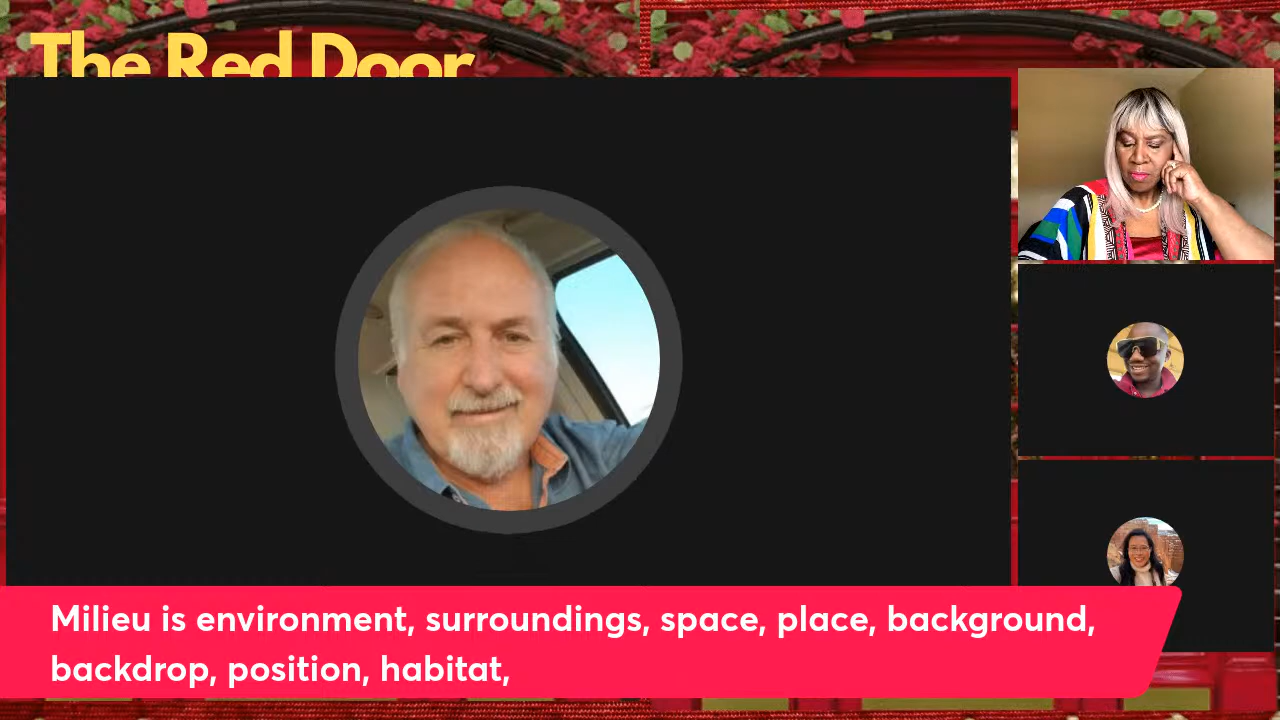 The Red Door
Milieu is environment, surroundings, space, place, background,
backdrop, position, habitat,